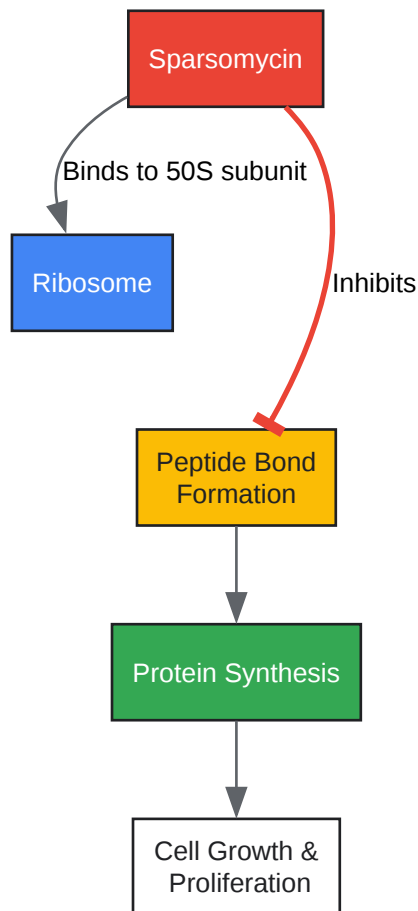 Sparsomycin
Binds to 50S subunit
Ribosome
Inhibits
Peptide Bond
Formation
Protein Synthesis
Cell Growth &
Proliferation